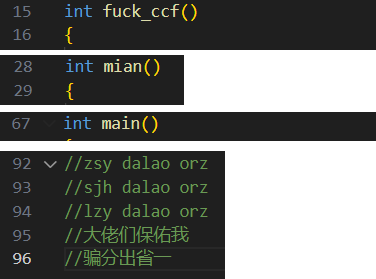 15 int fuck_ccf()
16 {
28 int mian()
29 {
67 int main()
92 //zsy dalao orz
93 //sjh dalao orz
94 //lzy dalao orz
95 //大佬们保佑我
96 //骗分出省一